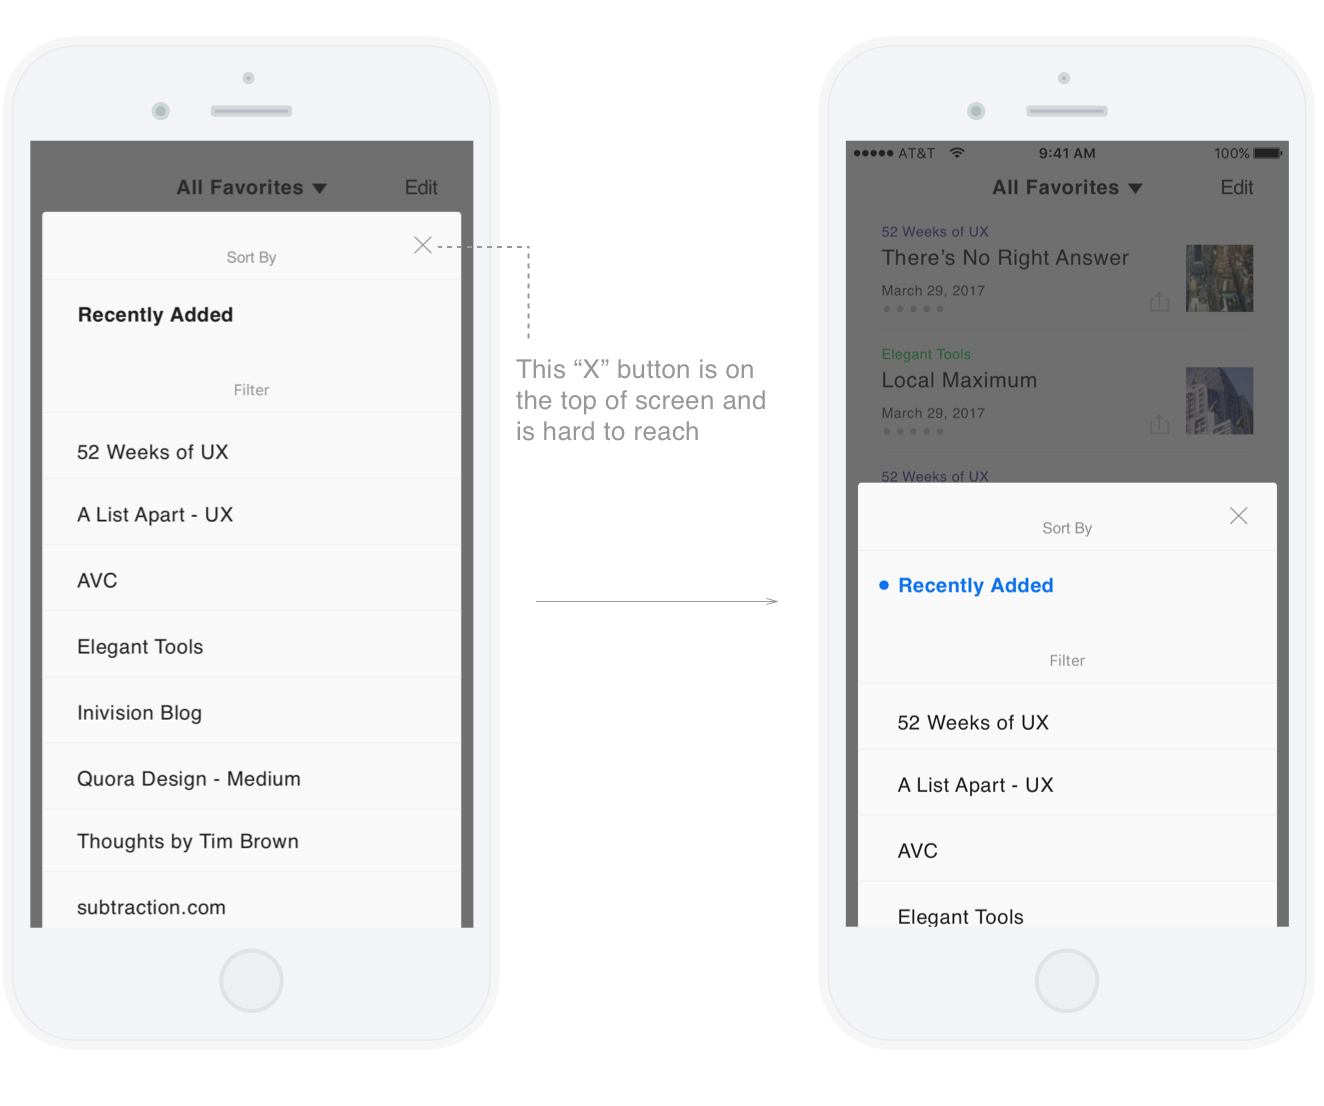 All Favorites ▼ Edit
Sort By
Recently Added
Filter
52 Weeks of UX
A List Apart - UX
AVC
Elegant Tools
Inivision Blog
Quora Design - Medium
Thoughts by Tim Brown
subtraction.com
This “X” button is on
the top of screen and
is hard to reach
AT&T 9:41 AM 100%
All Favorites ▼ Edit
52 Weeks of UX
There’s No Right Answer
March 29, 2017
Elegant Tools
Local Maximum
March 29, 2017
52 Weeks of UX
Sort By
Recently Added
Filter
52 Weeks of UX
A List Apart - UX
AVC
Elegant Tools